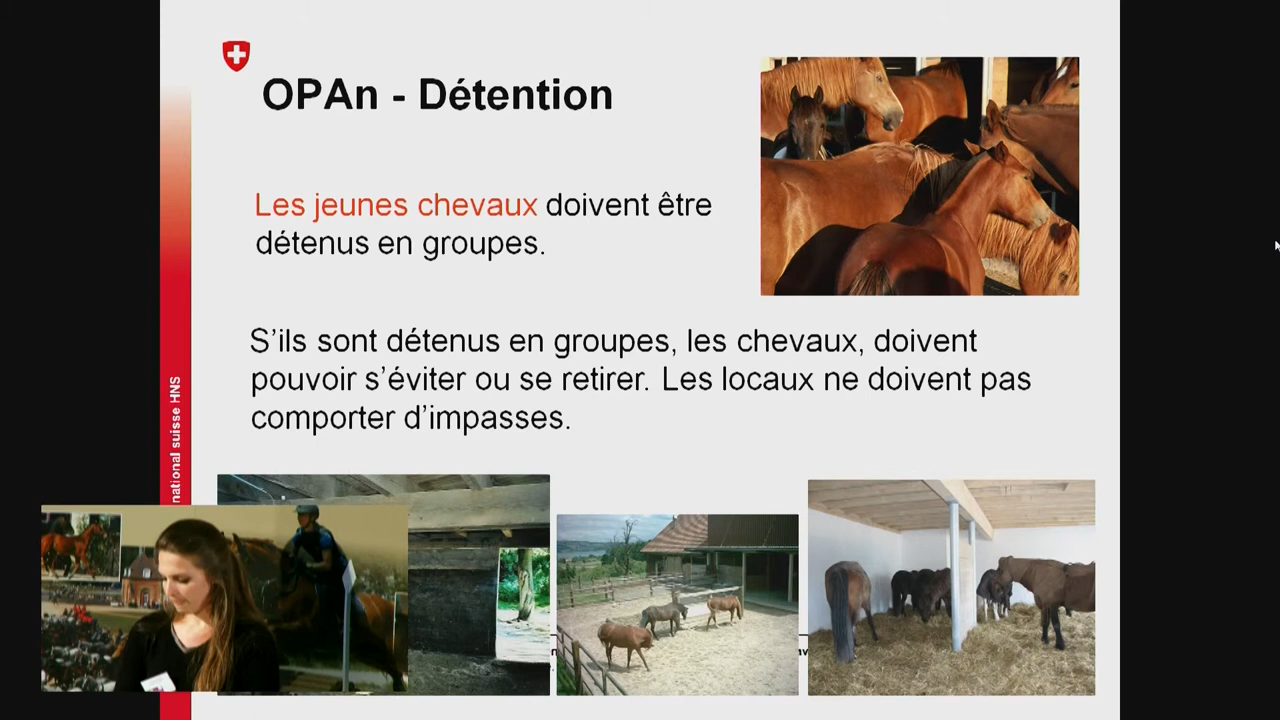 OPAn - Détention
Les jeunes chevaux doivent être
détenus en groupes.
S’ils sont détenus en groupes, les chevaux, doivent
pouvoir s’éviter ou se retirer. Les locaux ne doivent pas
comporter d’impasses.
national suisse HNS